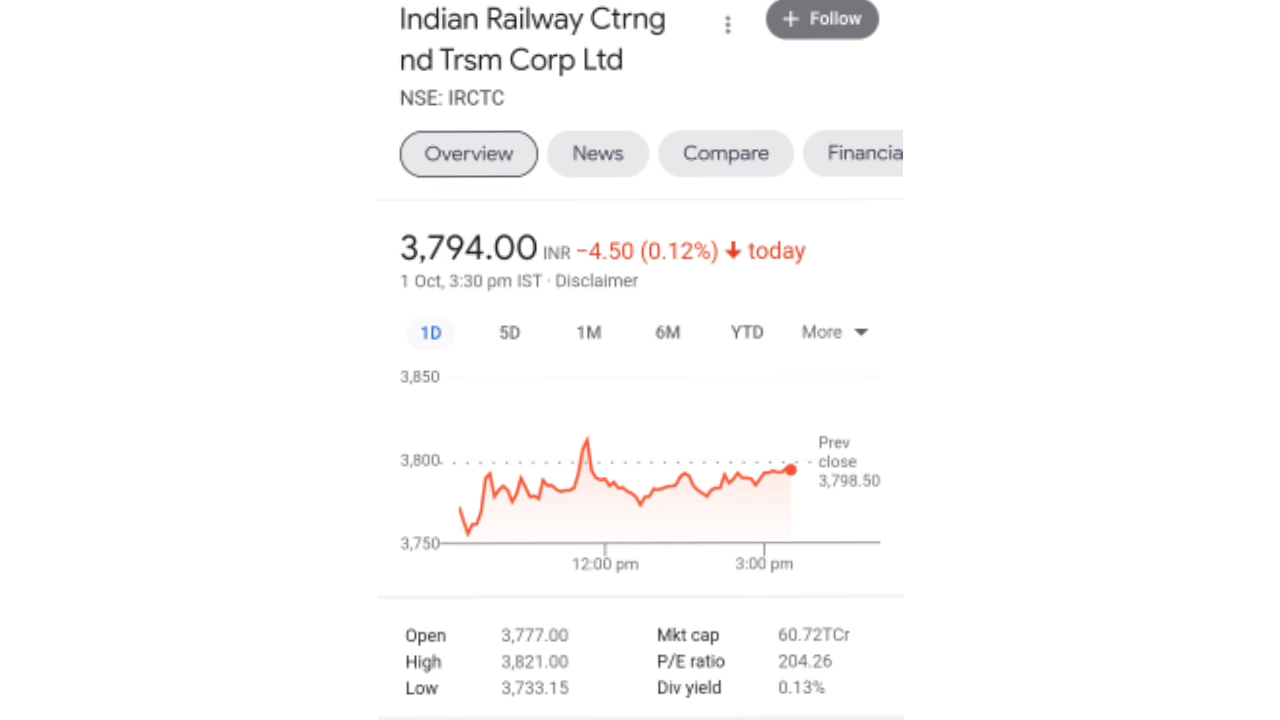 Indian Railway Ctrng
nd Trsm Corp Ltd
+ Follow
NSE: IRCTC
Overview News Compare Financia
3,794.00 INR −4.50 (0.12%) ↓ today
1 Oct, 3:30 pm IST · Disclaimer
1D 5D 1M 6M YTD More
3,850
3,800
3,750
Prev
close
3,798.50
12:00 pm 3:00 pm
Open 3,777.00 Mkt cap 60.72TCr
High 3,821.00 P/E ratio 204.26
Low 3,733.15 Div yield 0.13%